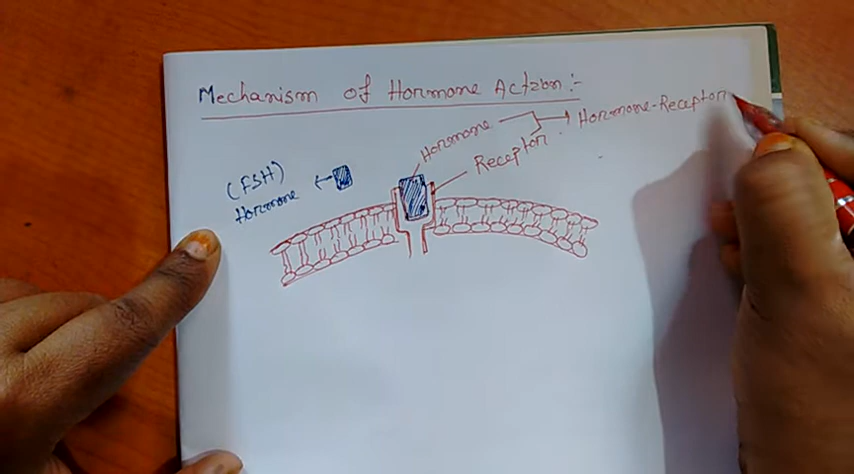 Mechanism of Hormone Action :-
Hormone
Receptor
Hormone-Receptor
(FSH)
Hormone